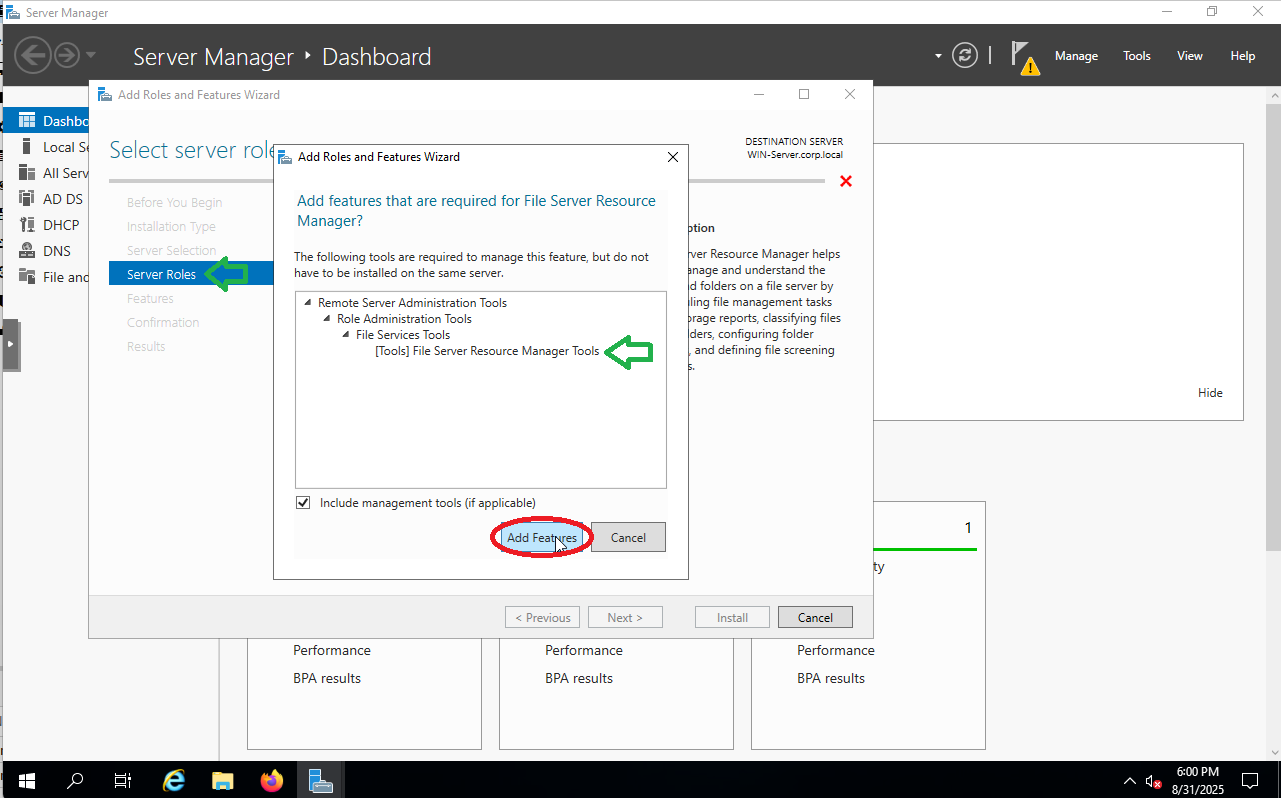 Server Manager
Server Manager ‣ Dashboard
Manage Tools View Help
Add Roles and Features Wizard
Dashbo
Local Se
All Serv
AD DS
DHCP
DNS
File and
Select server role
DESTINATION SERVER
WIN-Server.corp.local
Before You Begin
Installation Type
Server Selection
Server Roles
Features
Confirmation
Results
Add Roles and Features Wizard
Add features that are required for File Server Resource
Manager?
The following tools are required to manage this feature, but do not
have to be installed on the same server.
Remote Server Administration Tools
Role Administration Tools
File Services Tools
[Tools] File Server Resource Manager Tools
Include management tools (if applicable)
Add Features Cancel
ption
rver Resource Manager helps
anage and understand the
d folders on a file server by
uling file management tasks
orage reports, classifying files
ders, configuring folder
, and defining file screening
s.
Hide
1
ty
< Previous Next > Install Cancel
Performance Performance Performance
BPA results BPA results BPA results
6:00 PM
8/31/2025